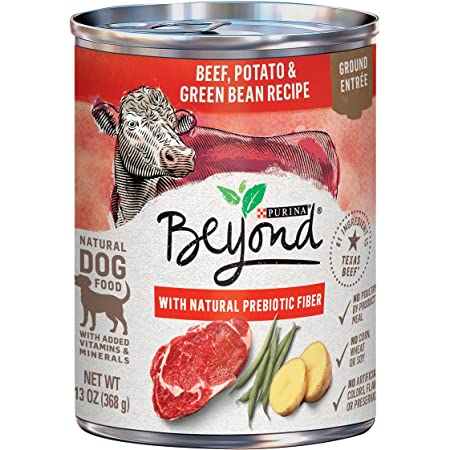 BEEF, POTATO &
GREEN BEAN RECIPE
GROUND
ENTRÉE
PURINA
Beyond®
#1 INGREDIENT IS
TEXAS
BEEF
NATURAL
DOG
FOOD
WITH ADDED
VITAMINS &
MINERALS
WITH NATURAL PREBIOTIC FIBER
NO POULTRY
BY-PRODUCT
MEAL
NO CORN,
WHEAT
OR SOY
NO ARTIFICIAL
COLORS,
OR
NET WT
13 OZ (368 g)